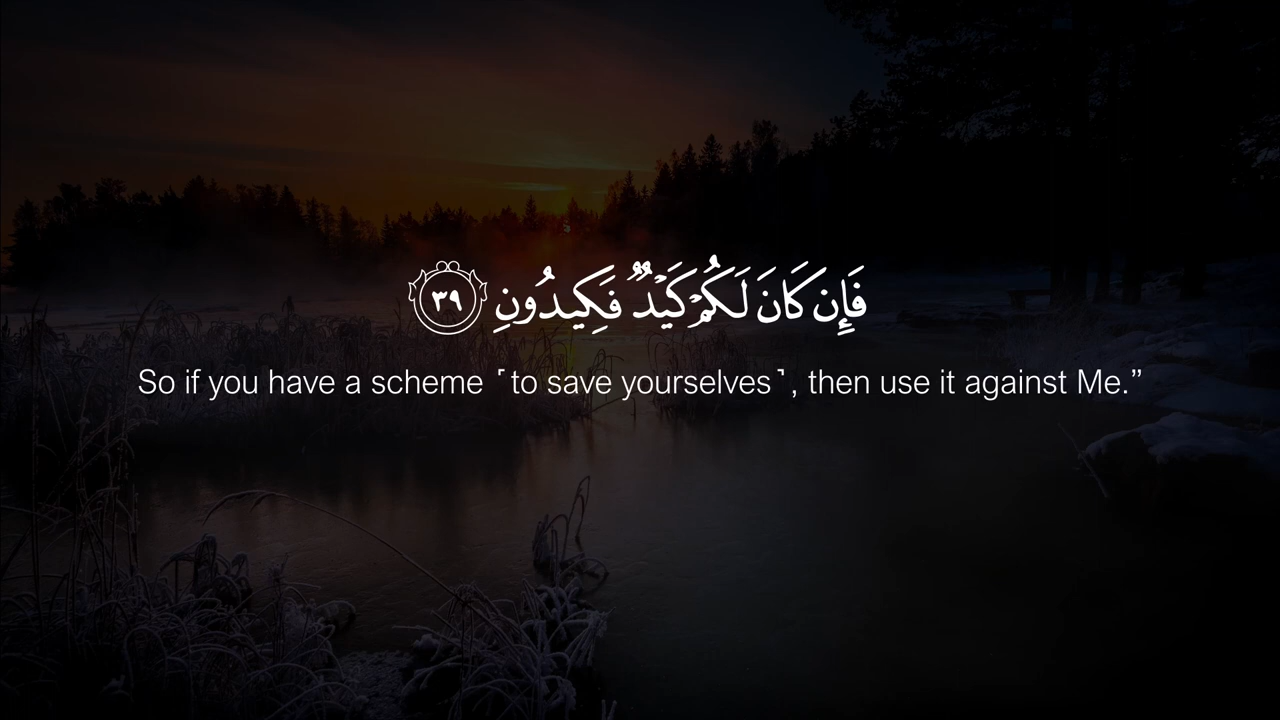 فَإِن كَانَ لَكُمْ كَيْدٌ فَكِيدُونِ ٣٩
So if you have a scheme ˹to save yourselves˺, then use it against Me.”